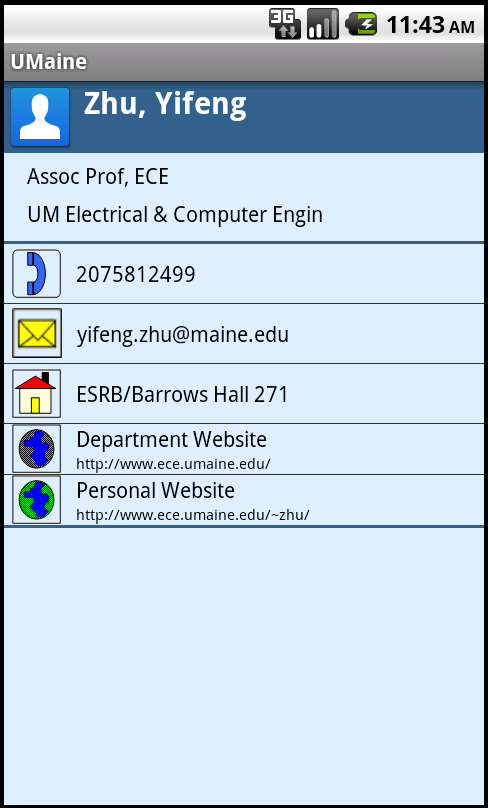 3G 11:43 AM
UMaine
Zhu, Yifeng
Assoc Prof, ECE
UM Electrical & Computer Engin
2075812499
yifeng.zhu@maine.edu
ESRB/Barrows Hall 271
Department Website
http://www.ece.umaine.edu/
Personal Website
http://www.ece.umaine.edu/~zhu/